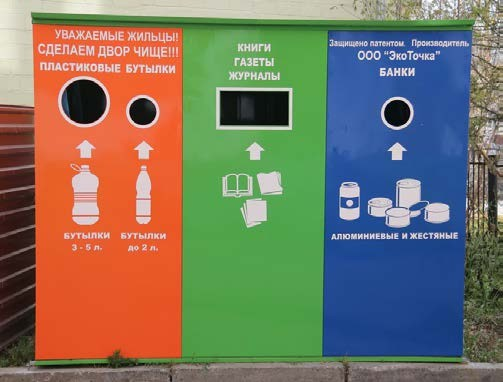 УВАЖАЕМЫЕ ЖИЛЬЦЫ!
СДЕЛАЕМ ДВОР ЧИЩЕ!!!
ПЛАСТИКОВЫЕ БУТЫЛКИ
БУТЫЛКИ
3 - 5 л.
БУТЫЛКИ
до 2 л.
КНИГИ
ГАЗЕТЫ
ЖУРНАЛЫ
Защищено патентом. Производитель
ООО "ЭкоТочка"
БАНКИ
АЛЮМИНИЕВЫЕ И ЖЕСТЯНЫЕ